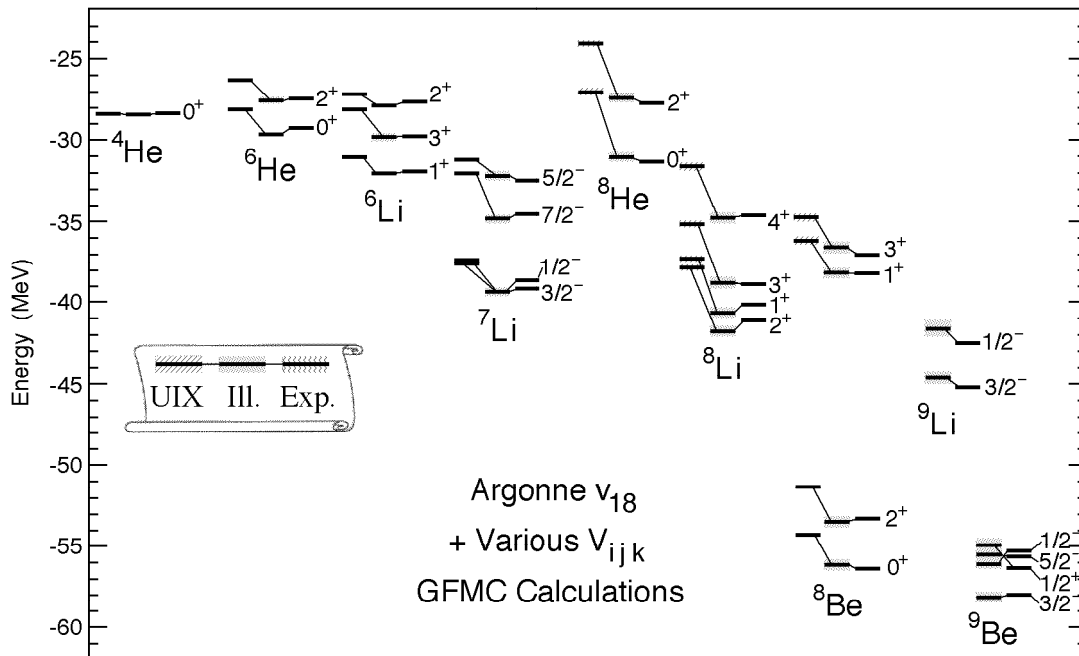 Energy (MeV)
-25
-30
-35
-40
-45
-50
-55
-60
0⁺
⁴He
2⁺
0⁺
⁶He
2⁺
3⁺
1⁺
⁶Li
5/2⁻
7/2⁻
1/2⁻
3/2⁻
⁷Li
2⁺
0⁺
⁸He
4⁺
3⁺
1⁺
2⁺
⁸Li
3⁺
1⁺
2⁺
0⁺
⁸Be
1/2⁻
3/2⁻
⁹Li
1/2⁻
5/2⁻
1/2⁺
3/2⁻
⁹Be
UIX Ill. Exp.
Argonne v₁₈
+ Various Vᵢⱼₖ
GFMC Calculations